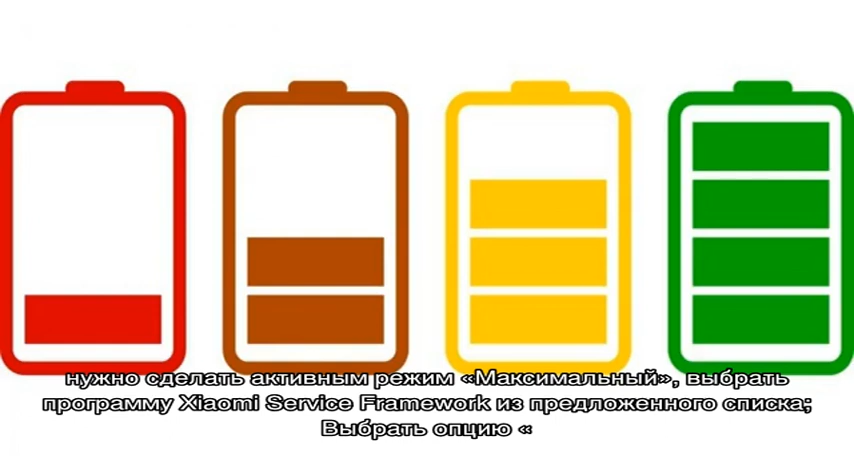 нужно сделать активным режим «Максимальный», выбрать
программу Xiaomi Service Framework из предложенного списка;
Выбрать опцию «